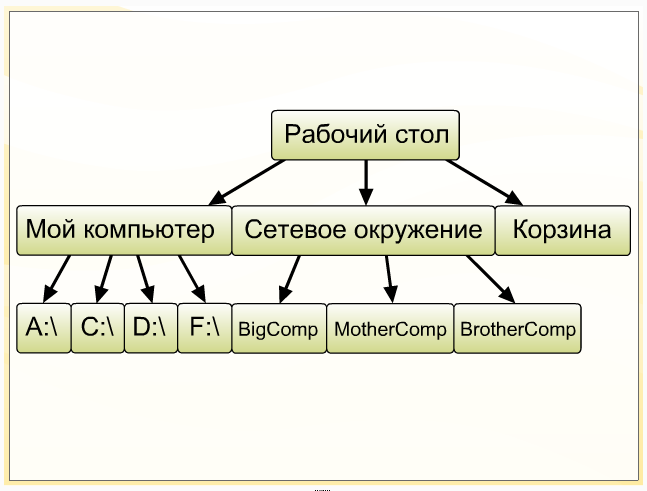 Рабочий стол
Мой компьютер Сетевое окружение Корзина
A:\ C:\ D:\ F:\ BigComp MotherComp BrotherComp